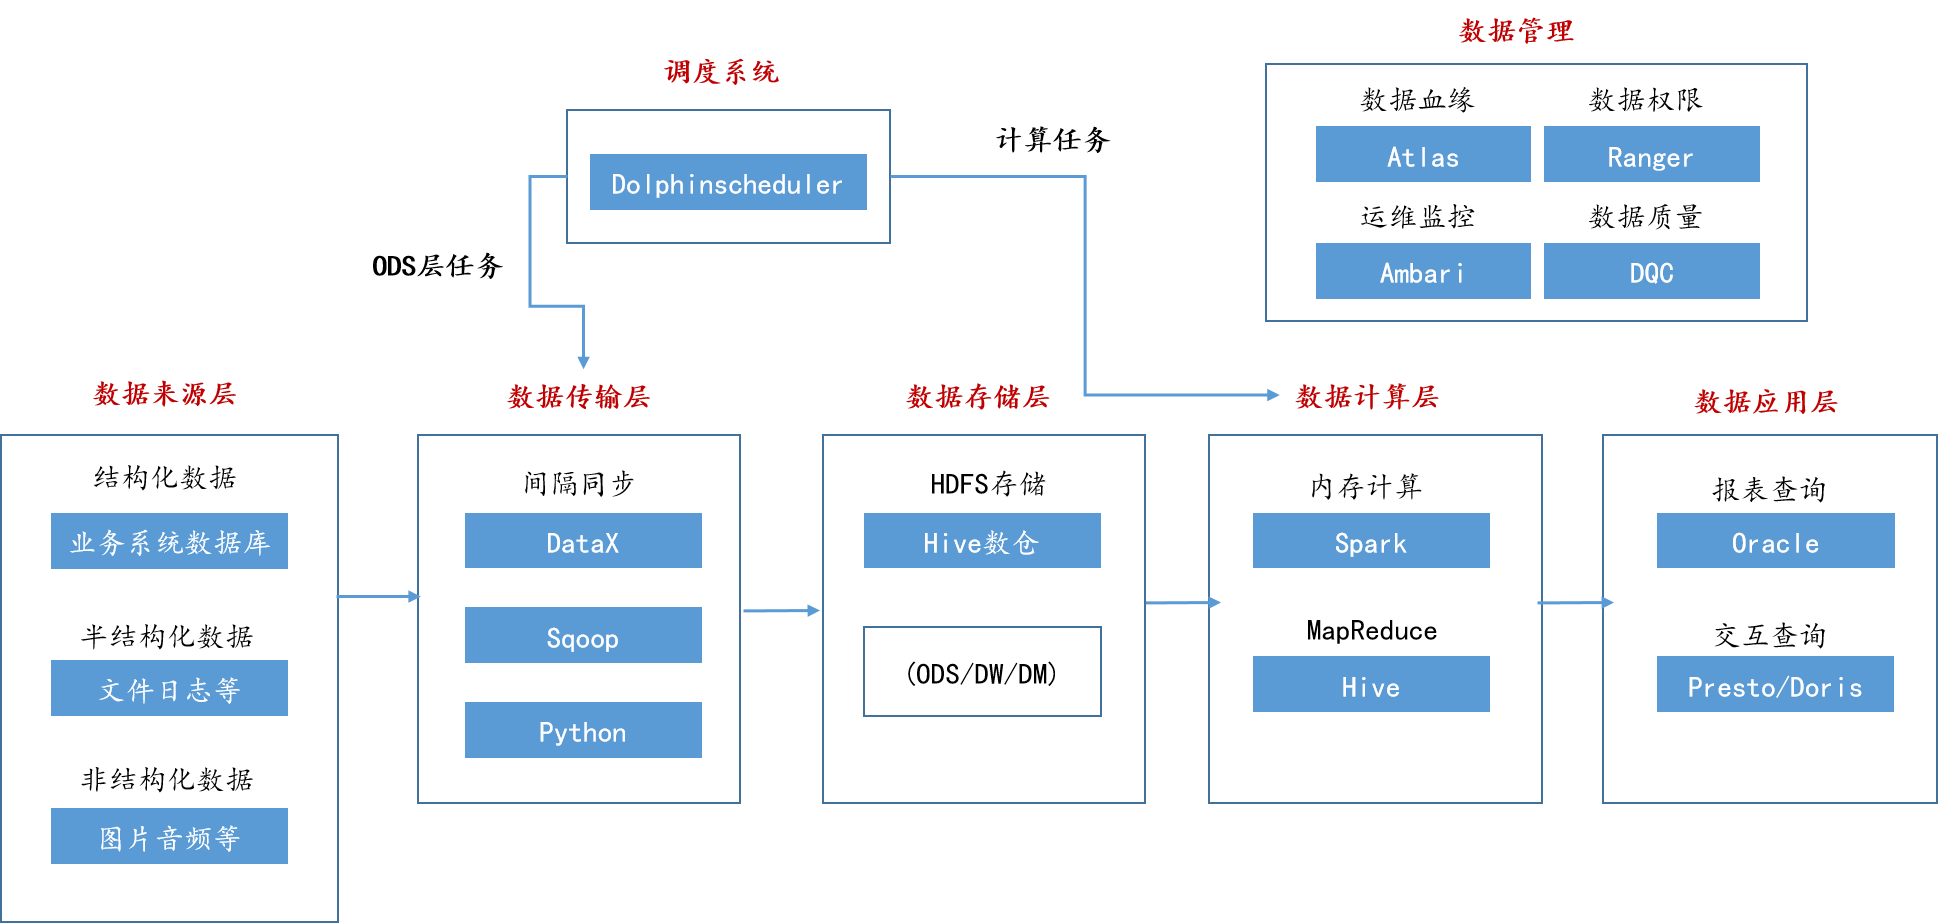 数据管理
调度系统
数据血缘
数据权限
Atlas
Ranger
计算任务
Dolphinscheduler
运维监控
数据质量
ODS层任务
Ambari
DQC
数据来源层
结构化数据
业务系统数据库
半结构化数据
文件日志等
非结构化数据
图片音频等
数据传输层
间隔同步
DataX
Sqoop
Python
数据存储层
HDFS存储
Hive数仓
(ODS/DW/DM)
数据计算层
内存计算
Spark
MapReduce
Hive
数据应用层
报表查询
Oracle
交互查询
Presto/Doris